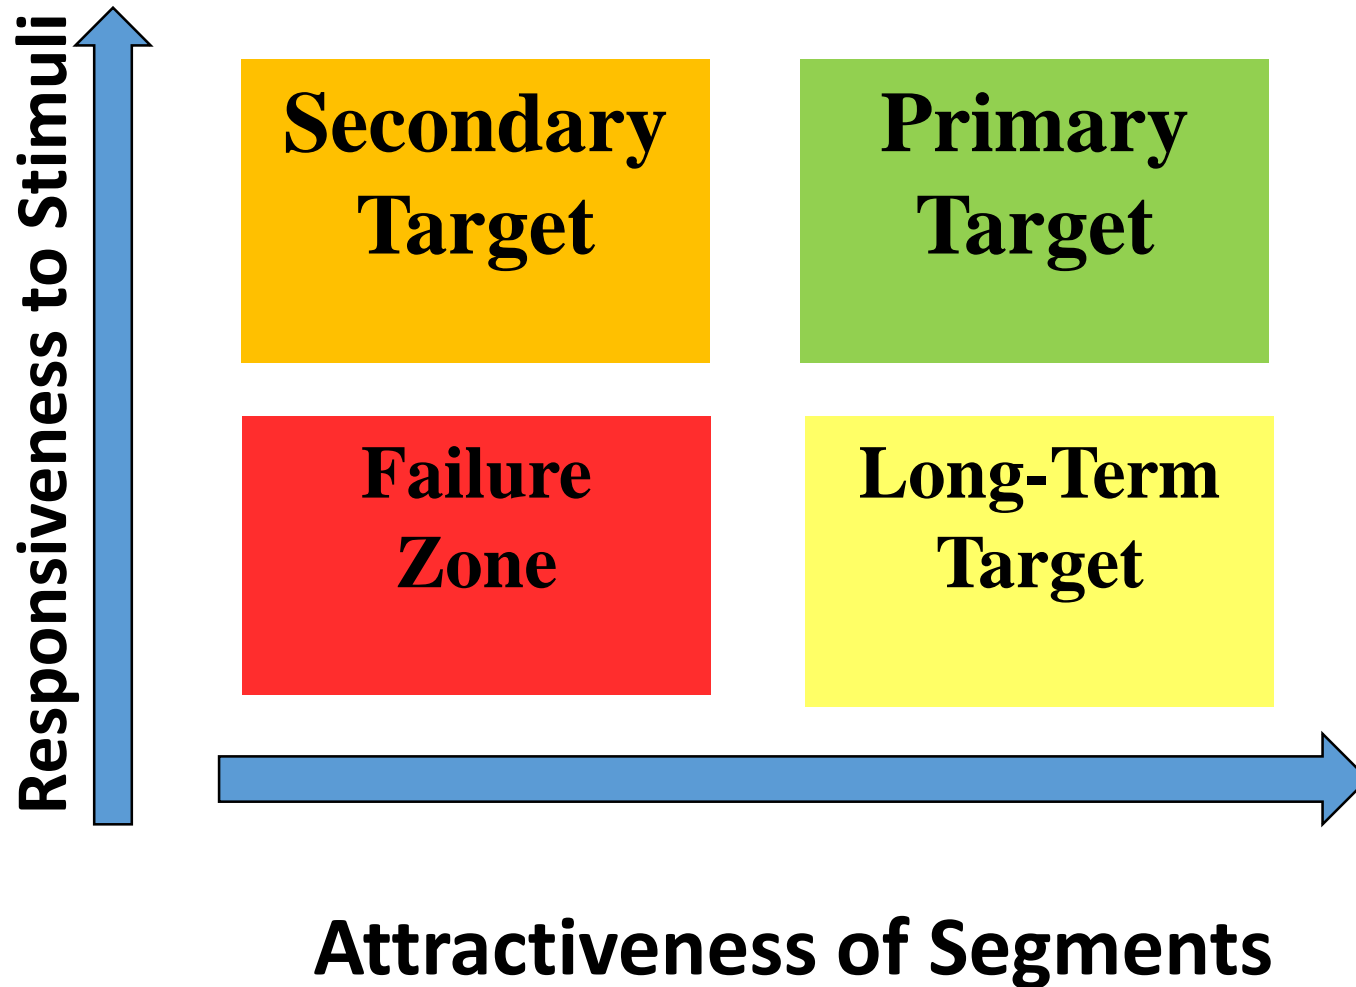 Responsiveness to Stimuli
Secondary
Target
Primary
Target
Failure
Zone
Long-Term
Target
Attractiveness of Segments